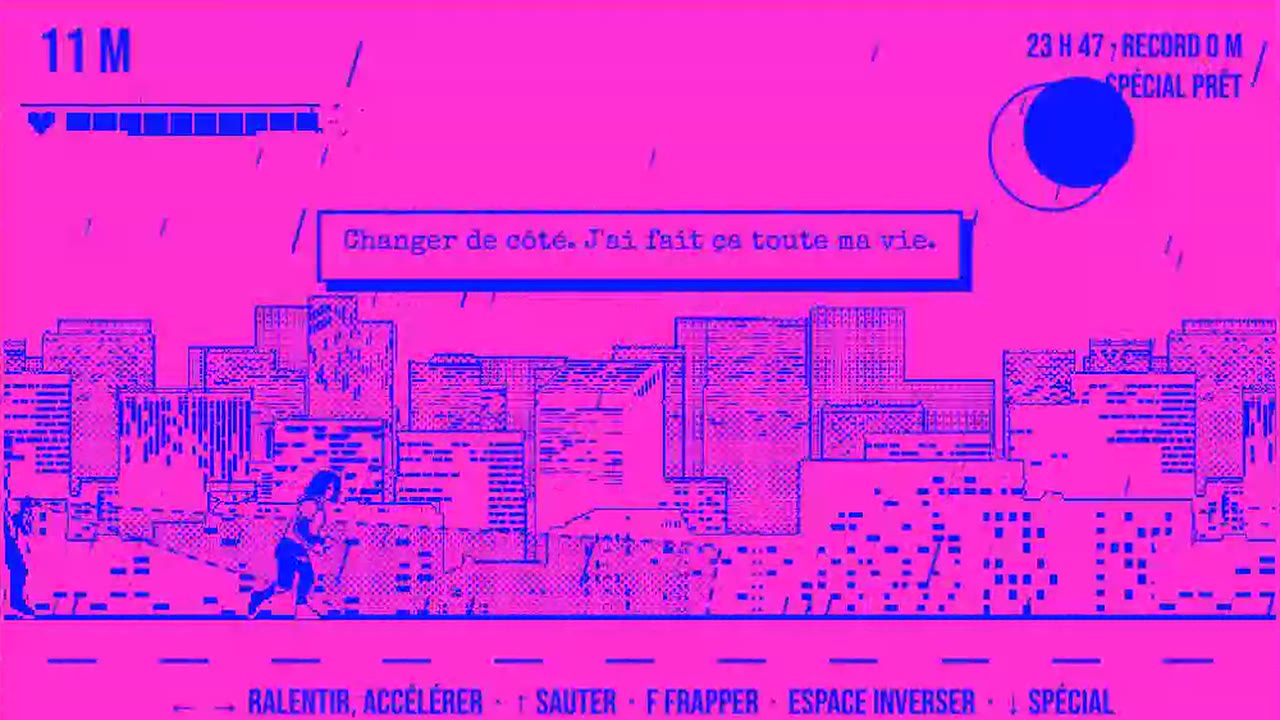 11 M
23 H 47 · RECORD 0 M
SPÉCIAL PRÊT
Changer de côté. J'ai fait ça toute ma vie.
← → RALENTIR, ACCÉLÉRER · ↑ SAUTER · F FRAPPER · ESPACE INVERSER · ↓ SPÉCIAL